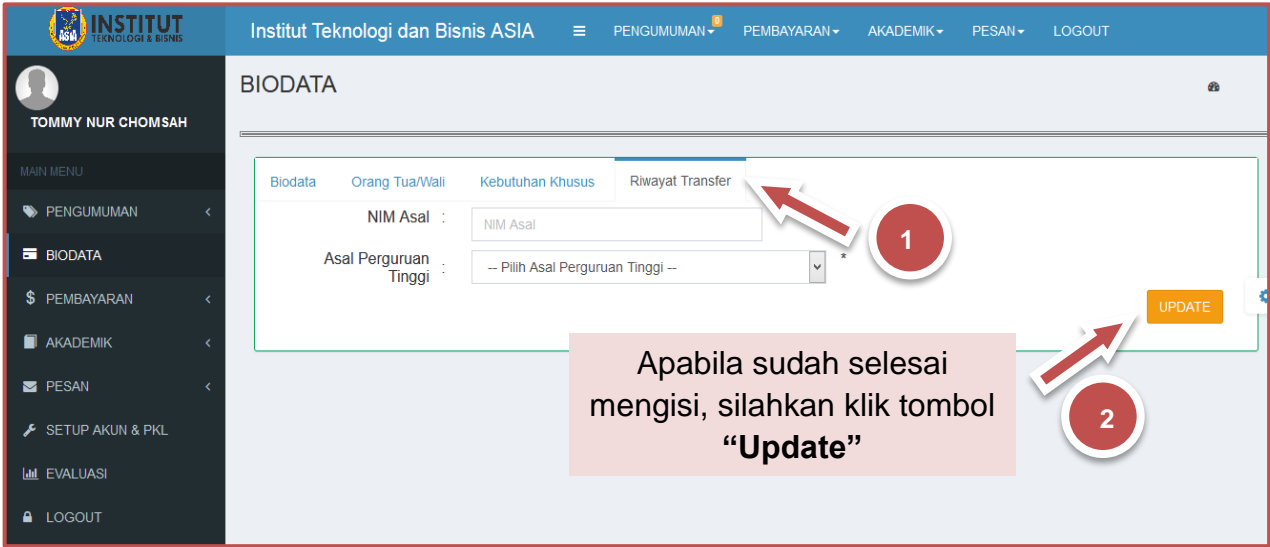 INSTITUT
TEKNOLOGI & BISNIS
ASIA
Institut Teknologi dan Bisnis ASIA
PENGUMUMAN
0
PEMBAYARAN
AKADEMIK
PESAN
LOGOUT
TOMMY NUR CHOMSAH
MAIN MENU
PENGUMUMAN
BIODATA
PEMBAYARAN
AKADEMIK
PESAN
SETUP AKUN & PKL
EVALUASI
LOGOUT
BIODATA
Biodata
Orang Tua/Wali
Kebutuhan Khusus
Riwayat Transfer
NIM Asal :
NIM Asal
Asal Perguruan
Tinggi :
-- Pilih Asal Perguruan Tinggi --
*
1
UPDATE
Apabila sudah selesai
mengisi, silahkan klik tombol
“Update”
2